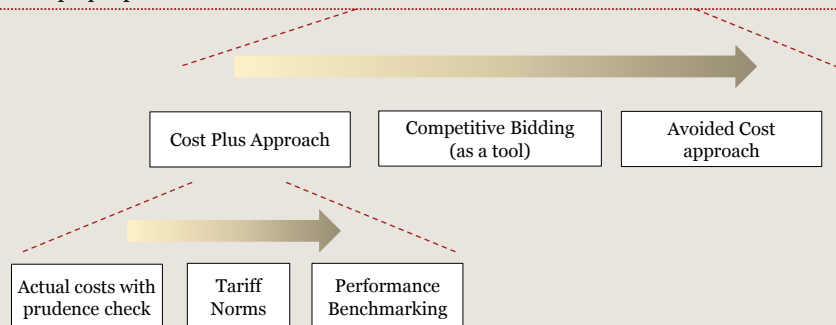 Cost Plus Approach
Competitive Bidding
(as a tool)
Avoided Cost
approach
Actual costs with
prudence check
Tariff
Norms
Performance
Benchmarking